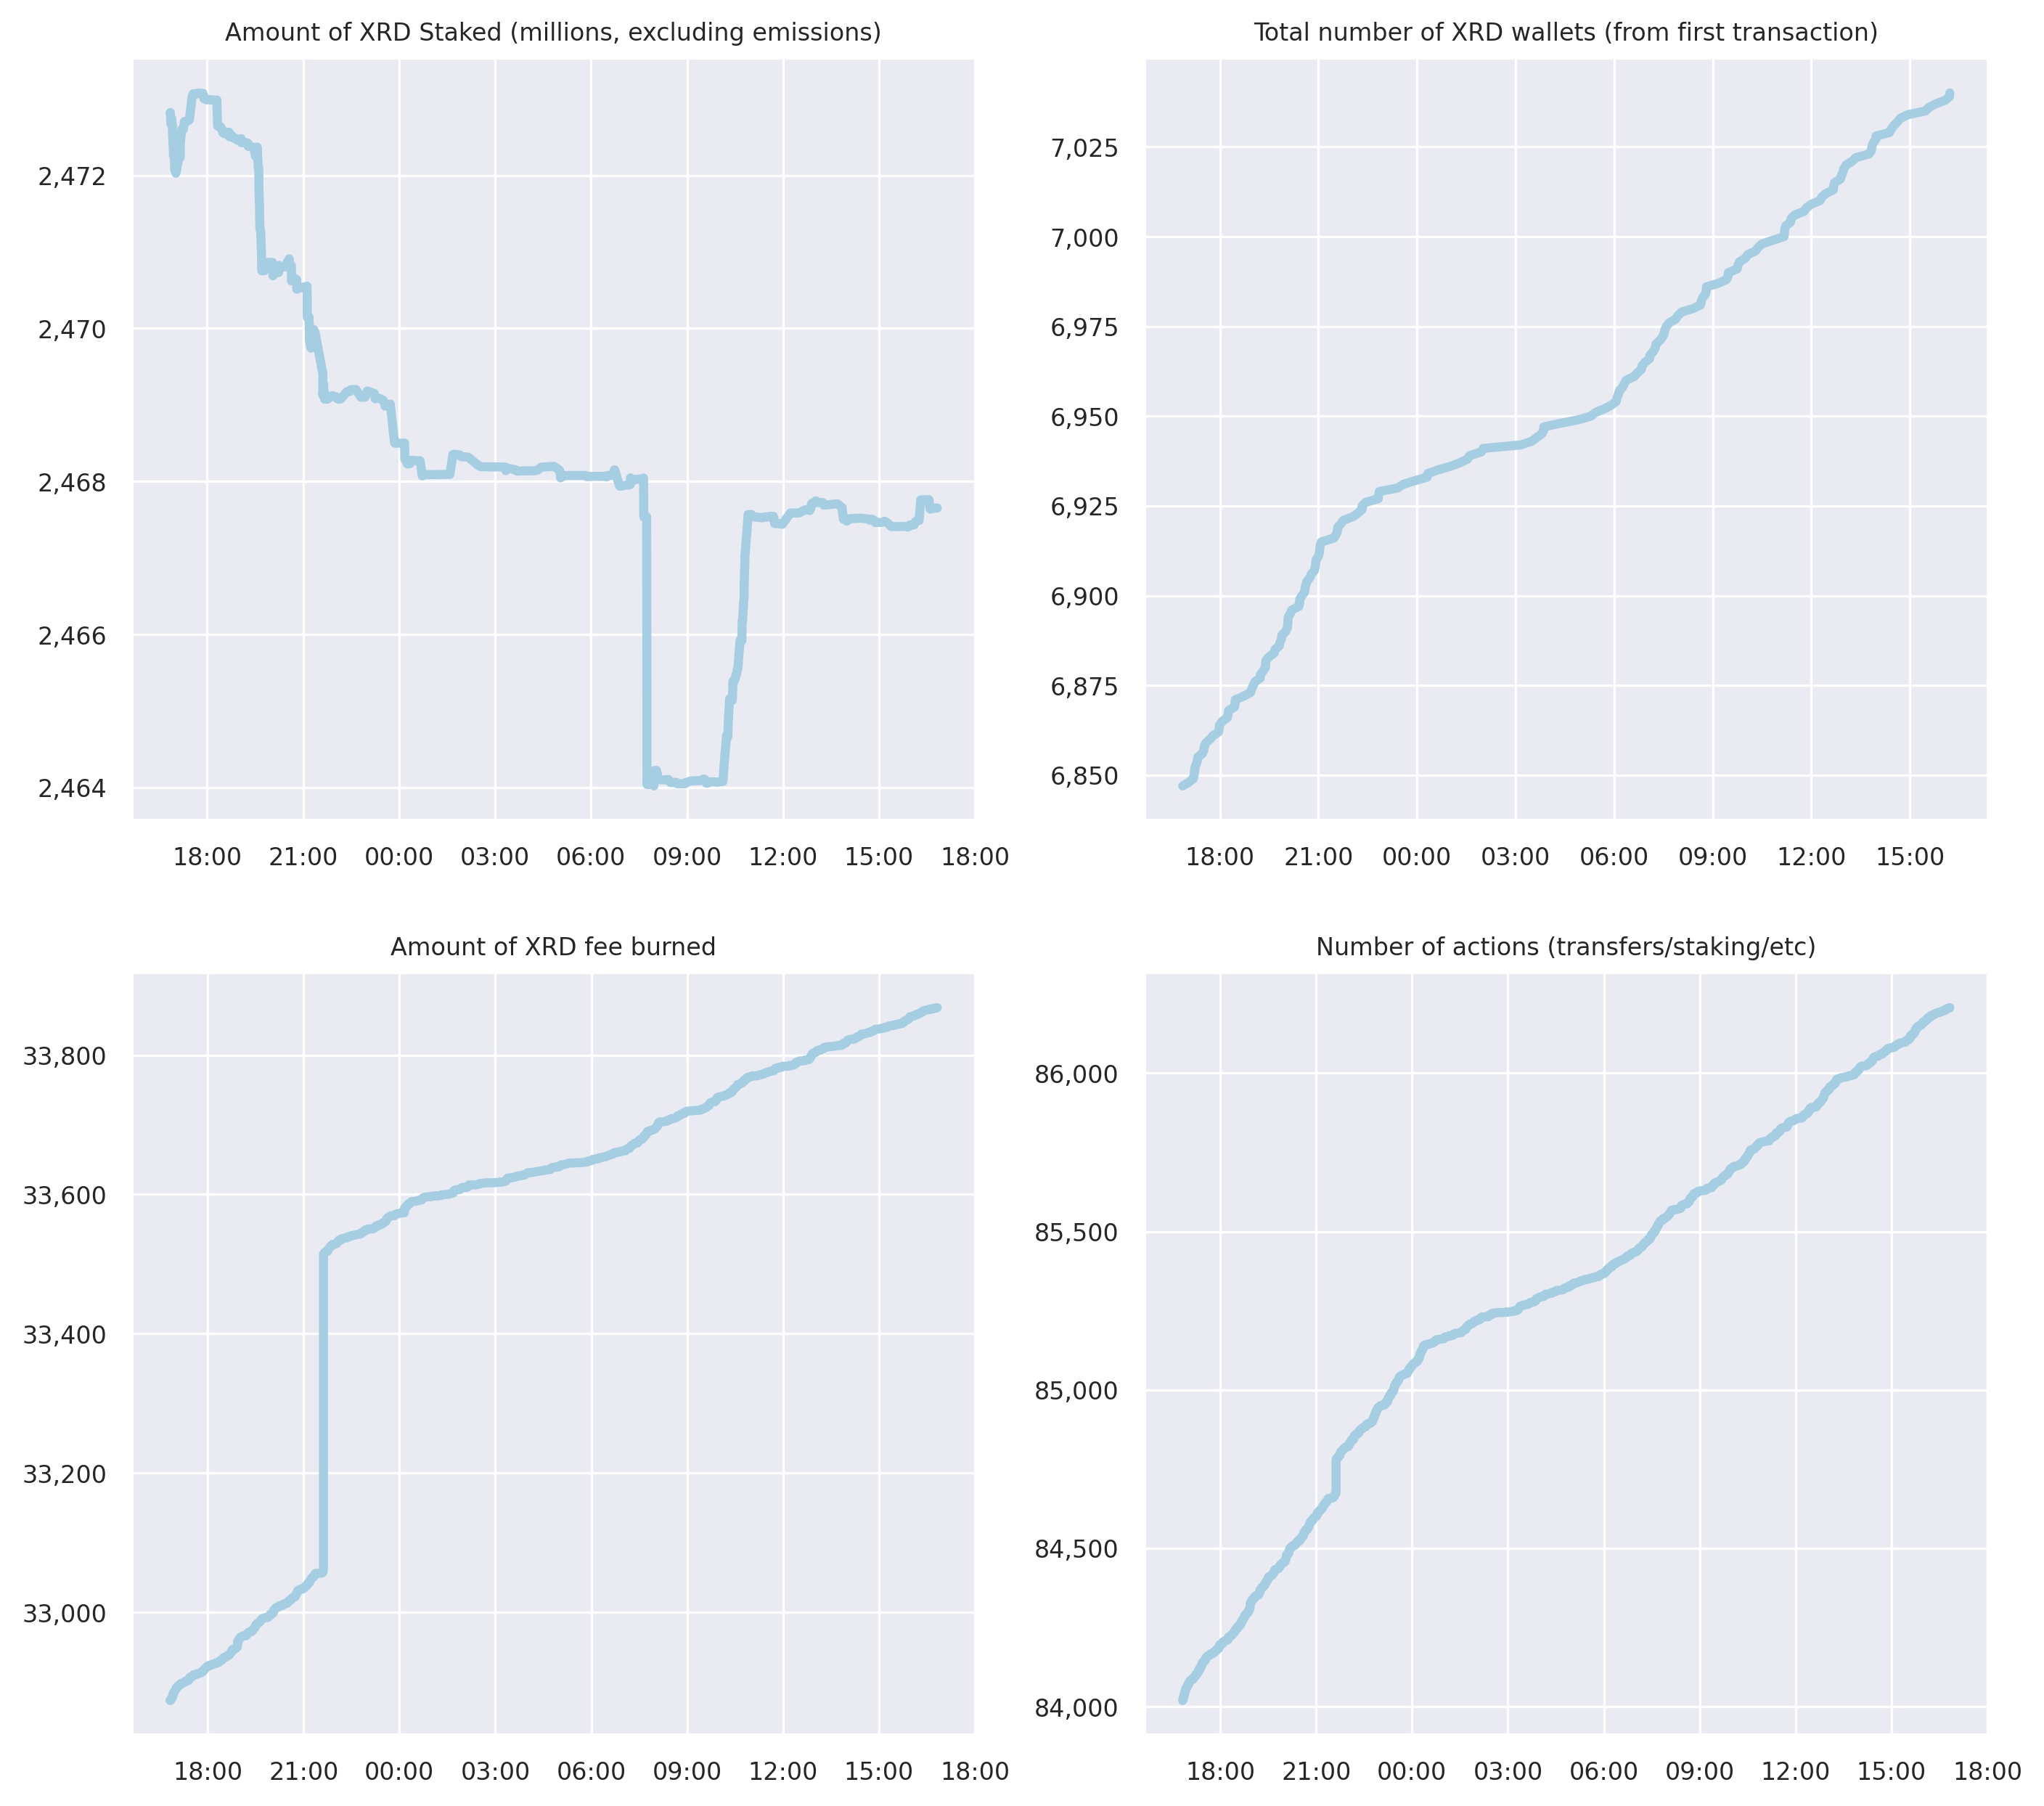 Amount of XRD Staked (millions, excluding emissions)
2,472
2,470
2,468
2,466
2,464
18:00 21:00 00:00 03:00 06:00 09:00 12:00 15:00 18:00
Total number of XRD wallets (from first transaction)
7,025
7,000
6,975
6,950
6,925
6,900
6,875
6,850
18:00 21:00 00:00 03:00 06:00 09:00 12:00 15:00
Amount of XRD fee burned
33,800
33,600
33,400
33,200
33,000
18:00 21:00 00:00 03:00 06:00 09:00 12:00 15:00 18:00
Number of actions (transfers/staking/etc)
86,000
85,500
85,000
84,500
84,000
18:00 21:00 00:00 03:00 06:00 09:00 12:00 15:00 18:00